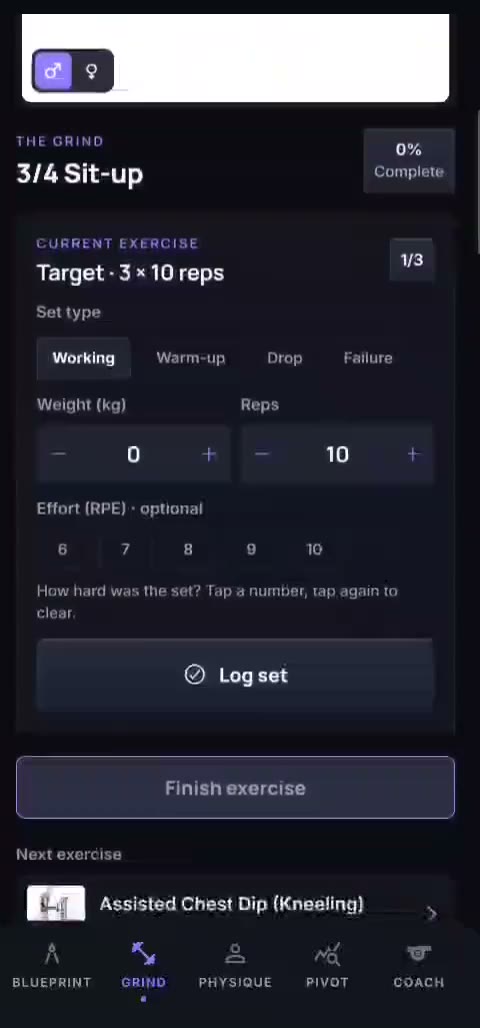 THE GRIND
3/4 Sit-up
0%
Complete
CURRENT EXERCISE
Target · 3 × 10 reps
1/3
Set type
Working Warm-up Drop Failure
Weight (kg) Reps
− 0 + − 10 +
Effort (RPE) · optional
6 7 8 9 10
How hard was the set? Tap a number, tap again to
clear.
Log set
Finish exercise
Next exercise
Assisted Chest Dip (Kneeling)
BLUEPRINT GRIND PHYSIQUE PIVOT COACH